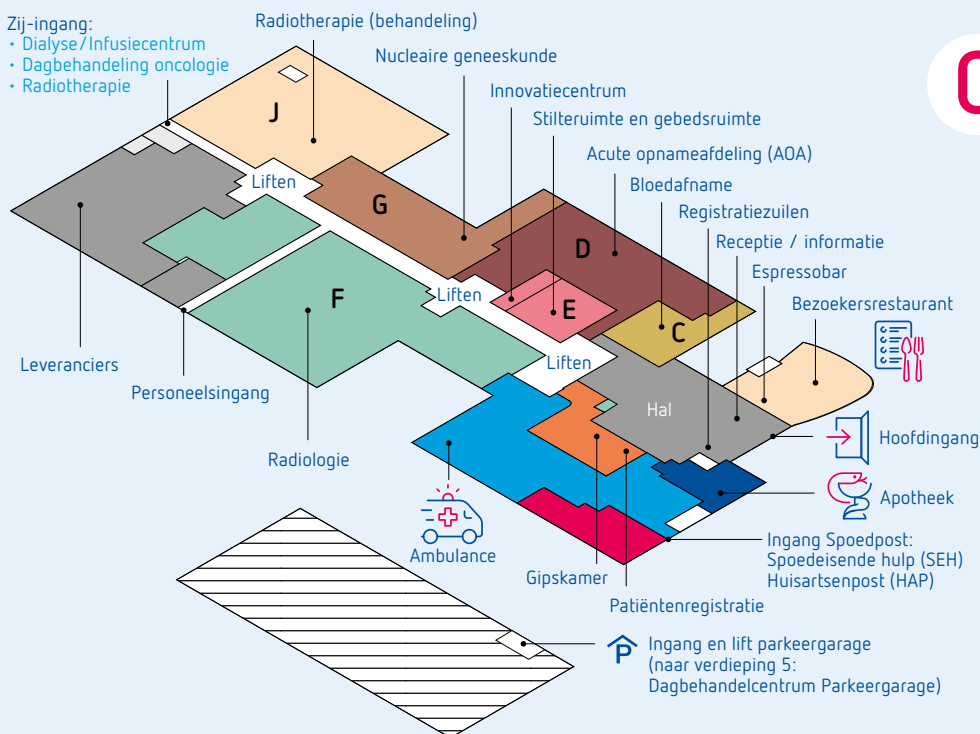 Zij-ingang:
• Dialyse/Infusiecentrum
• Dagbehandeling oncologie
• Radiotherapie
Radiotherapie (behandeling)
Nucleaire geneeskunde
Innovatiecentrum
Stilteruimte en gebedsruimte
Acute opnameafdeling (AOA)
Bloedafname
Registratiezuilen
Receptie / informatie
Espressobar
Bezoekersrestaurant
J
Liften
G
D
F
Liften
E
C
Liften
Hal
Leveranciers
Personeelsingang
Radiologie
Hoofdingang
Apotheek
Ambulance
Gipskamer
Patiëntenregistratie
Ingang Spoedpost:
Spoedeisende hulp (SEH)
Huisartsenpost (HAP)
P
Ingang en lift parkeergarage
(naar verdieping 5:
Dagbehandelcentrum Parkeergarage)